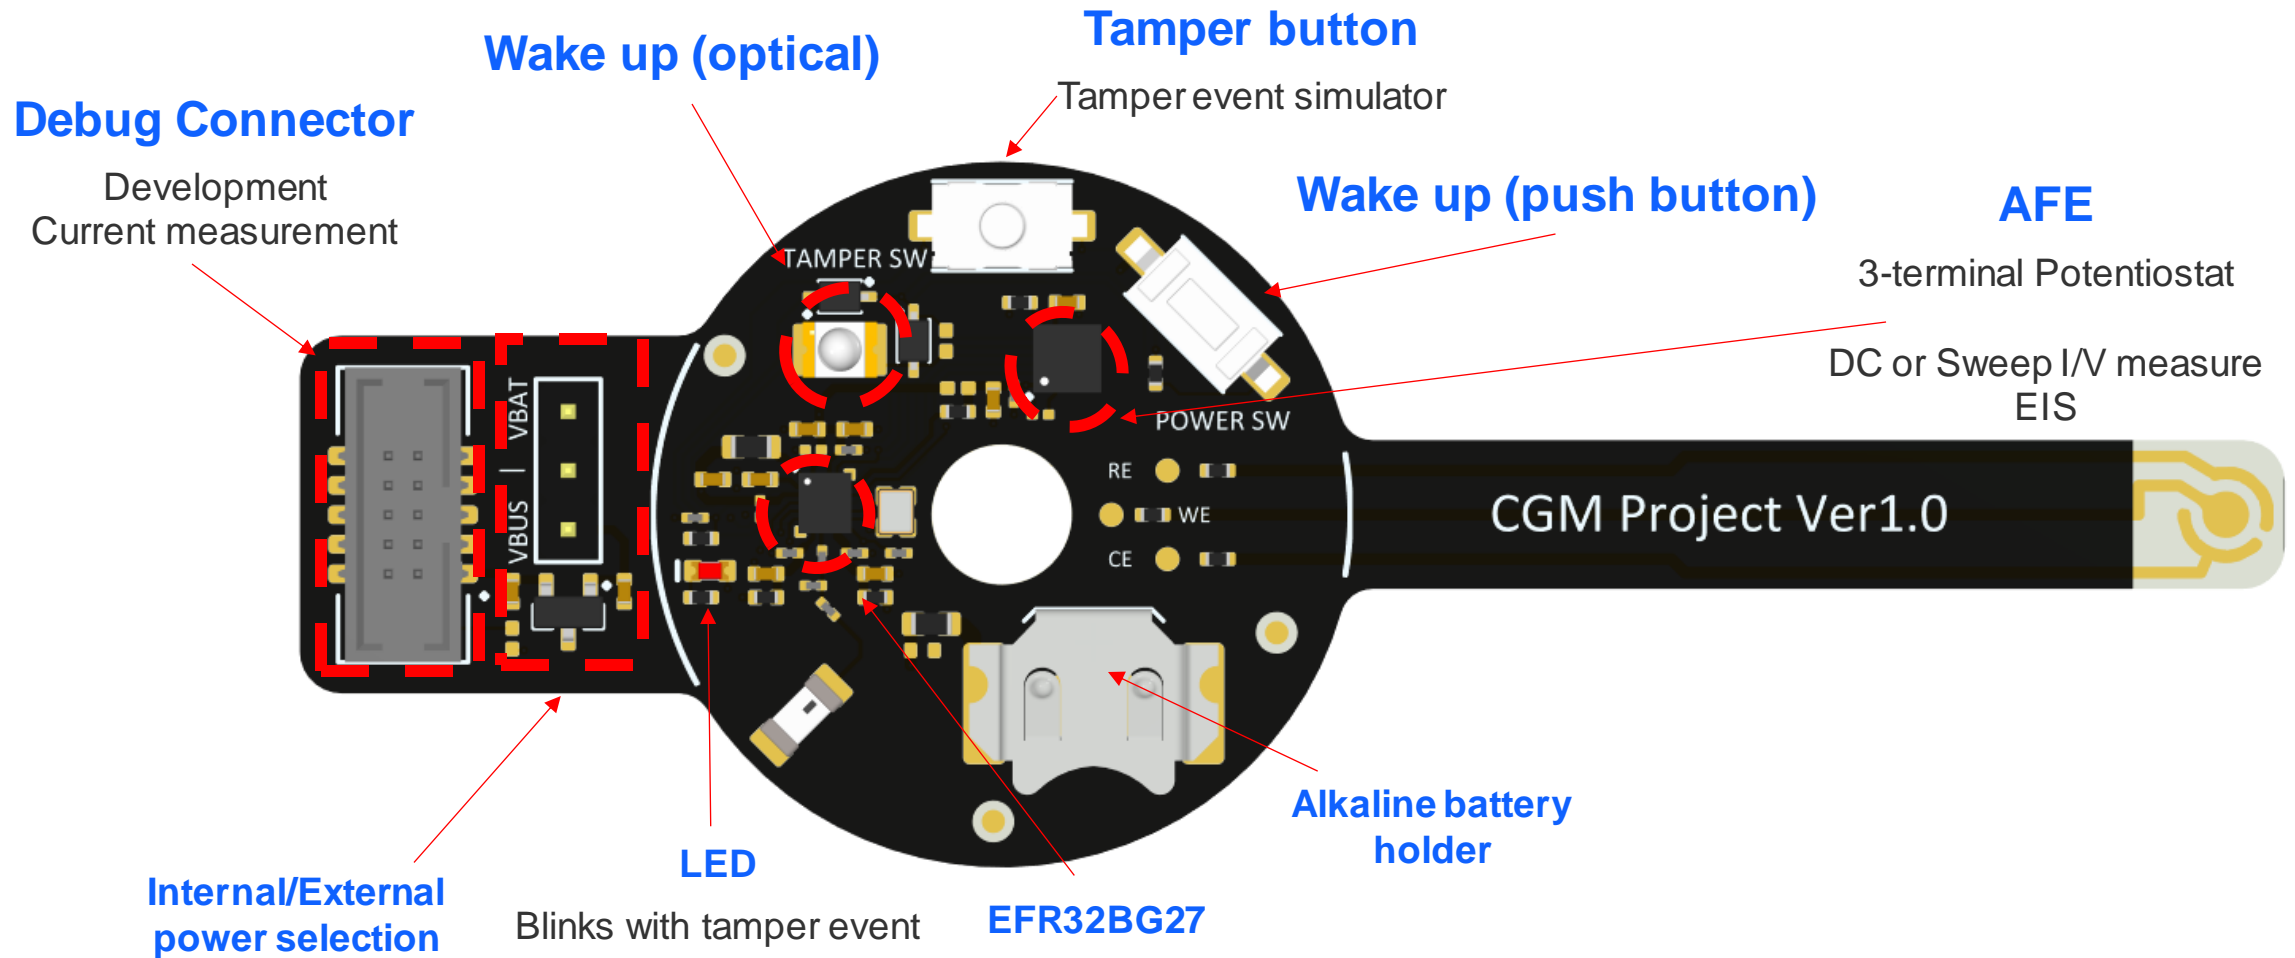 Tamper button
Tamper event simulator
Wake up (optical)
Debug Connector
Development
Current measurement
Wake up (push button)
AFE
3-terminal Potentiostat
DC or Sweep I/V measure
EIS
TAMPER SW
POWER SW
VBUS | VBAT
RE
WE
CE
CGM Project Ver1.0
Alkaline battery
holder
LED
Blinks with tamper event
EFR32BG27
Internal/External
power selection